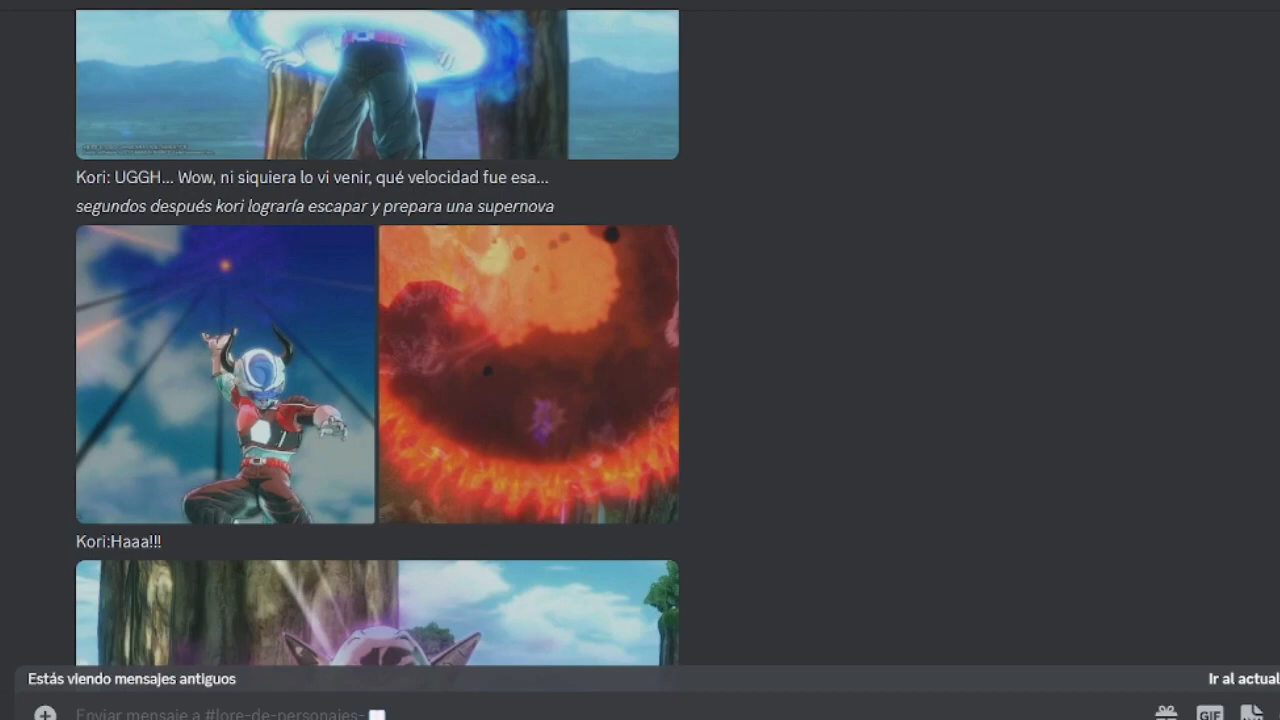 Kori: UGGH... Wow, ni siquiera lo vi venir, qué velocidad fue esa...
segundos después kori lograría escapar y prepara una supernova
Kori:Haaa!!!
Estás viendo mensajes antiguos
Ir al actual
Enviar mensaje a #lore-de-personajes-
GIF